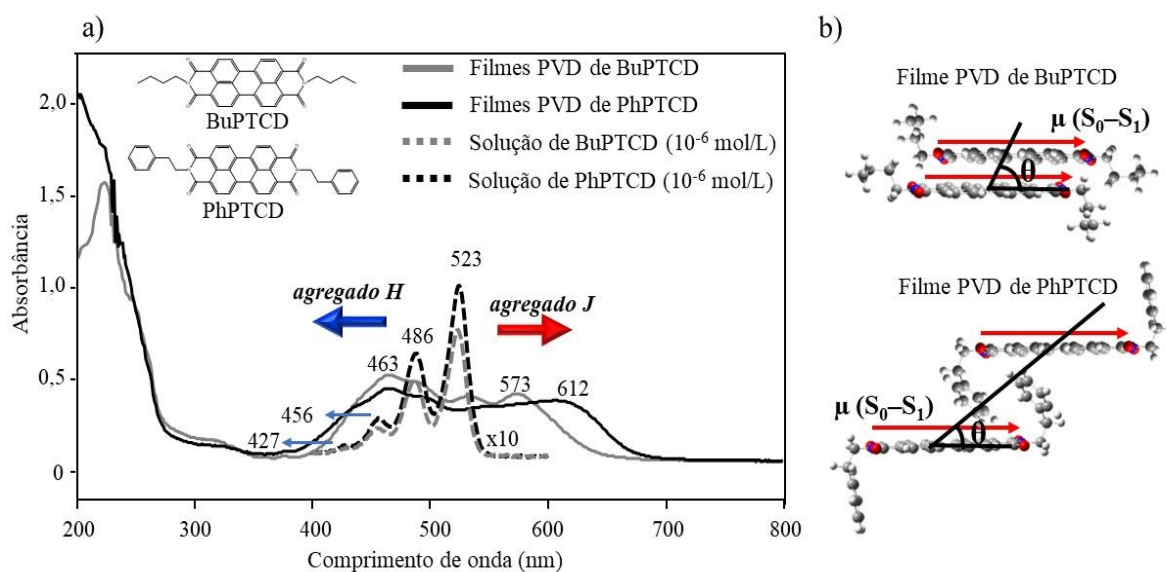 a)
BuPTCD
PhPTCD
Filmes PVD de BuPTCD
Filmes PVD de PhPTCD
Solução de BuPTCD (10⁻⁶ mol/L)
Solução de PhPTCD (10⁻⁶ mol/L)
Absorbância
2,0
1,5
1,0
0,5
0
agregado H
agregado J
523
486
463
573
612
456
427
x10
200
300
400
500
600
700
800
Comprimento de onda (nm)
b)
Filme PVD de BuPTCD
μ (S₀–S₁)
θ
Filme PVD de PhPTCD
μ (S₀–S₁)
θ